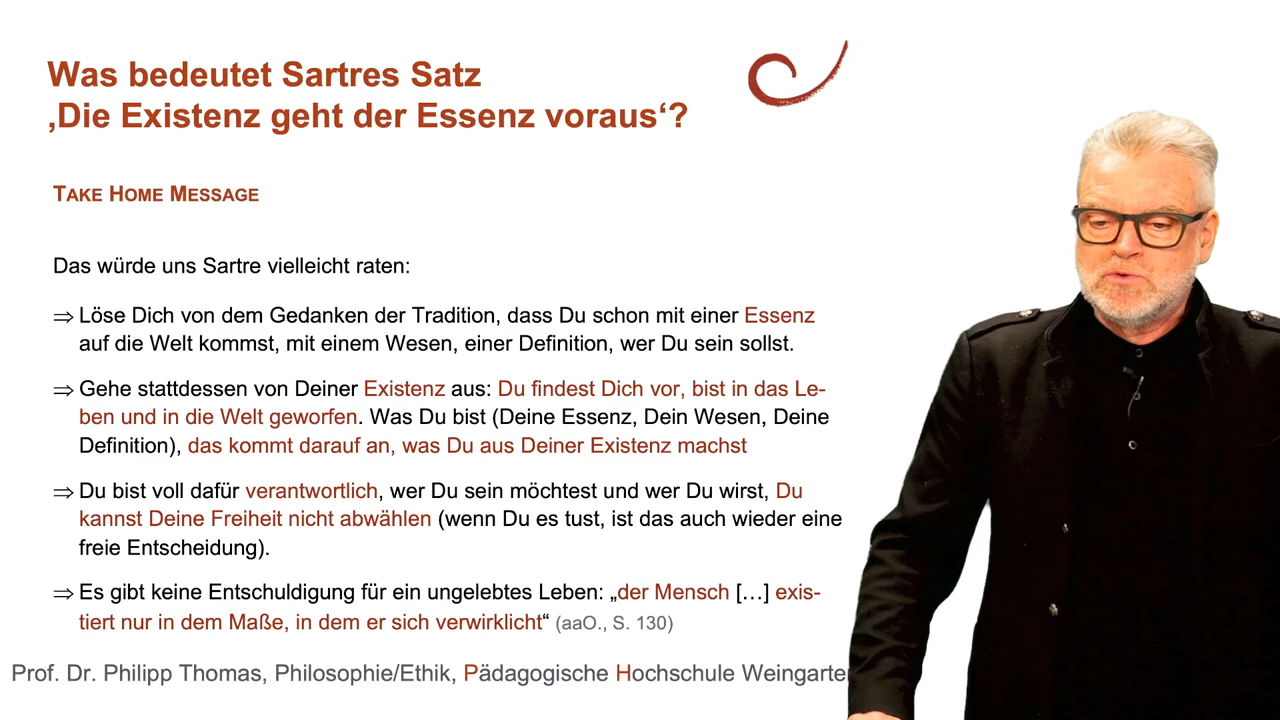 Was bedeutet Sartres Satz
‚Die Existenz geht der Essenz voraus‘?
TAKE HOME MESSAGE
Das würde uns Sartre vielleicht raten:
⇒ Löse Dich von dem Gedanken der Tradition, dass Du schon mit einer Essenz
auf die Welt kommst, mit einem Wesen, einer Definition, wer Du sein sollst.
⇒ Gehe stattdessen von Deiner Existenz aus: Du findest Dich vor, bist in das Le-
ben und in die Welt geworfen. Was Du bist (Deine Essenz, Dein Wesen, Deine
Definition), das kommt darauf an, was Du aus Deiner Existenz machst
⇒ Du bist voll dafür verantwortlich, wer Du sein möchtest und wer Du wirst, Du
kannst Deine Freiheit nicht abwählen (wenn Du es tust, ist das auch wieder eine
freie Entscheidung).
⇒ Es gibt keine Entschuldigung für ein ungelebtes Leben: „der Mensch […] exis-
tiert nur in dem Maße, in dem er sich verwirklicht“ (aaO., S. 130)
Prof. Dr. Philipp Thomas, Philosophie/Ethik, Pädagogische Hochschule Weingarten